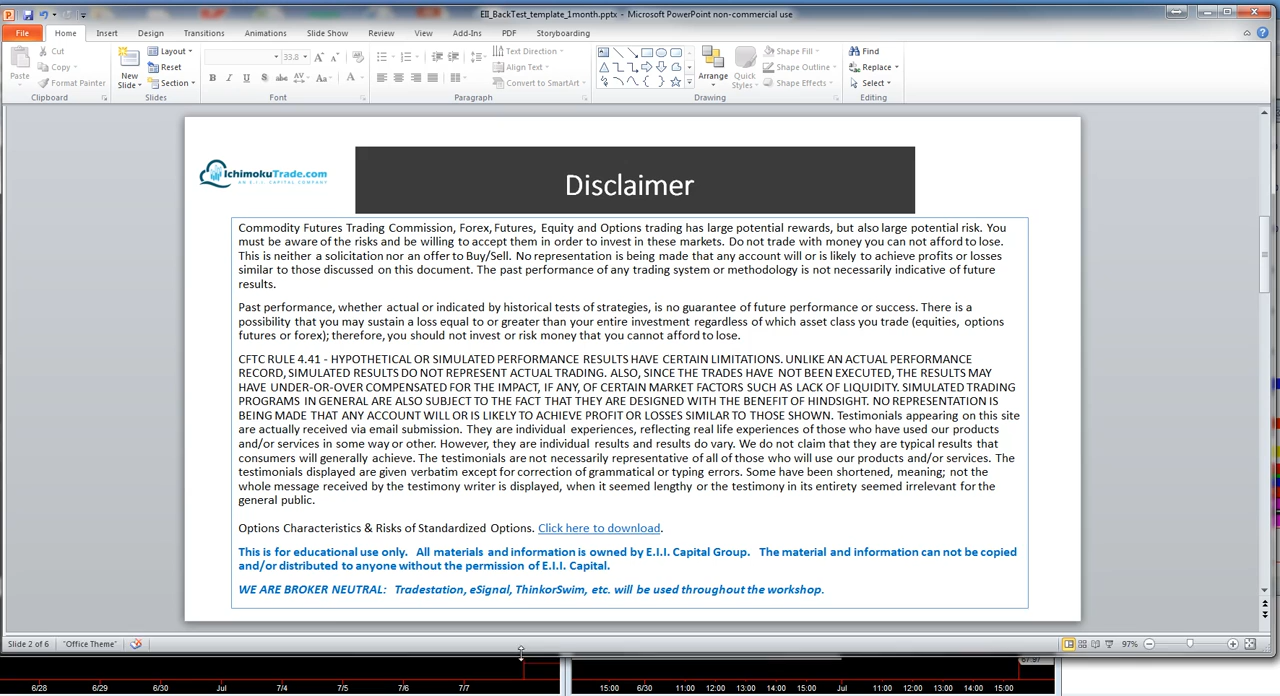 EII_BackTest_template_1month.pptx - Microsoft PowerPoint non-commercial use
File Home Insert Design Transitions Animations Slide Show Review View Add-Ins PDF Storyboarding
Paste
Cut
Copy
Format Painter
Clipboard
New Slide
Layout
Reset
Section
Slides
33.8
Font
Text Direction
Align Text
Convert to SmartArt
Paragraph
Arrange
Quick Styles
Shape Fill
Shape Outline
Shape Effects
Drawing
Find
Replace
Select
Editing
IchimokuTrade.com
AN E.I.I. CAPITAL COMPANY
Disclaimer
Commodity Futures Trading Commission, Forex, Futures, Equity and Options trading has large potential rewards, but also large potential risk. You
must be aware of the risks and be willing to accept them in order to invest in these markets. Do not trade with money you can not afford to lose.
This is neither a solicitation nor an offer to Buy/Sell. No representation is being made that any account will or is likely to achieve profits or losses
similar to those discussed on this document. The past performance of any trading system or methodology is not necessarily indicative of future
results.
Past performance, whether actual or indicated by historical tests of strategies, is no guarantee of future performance or success. There is a
possibility that you may sustain a loss equal to or greater than your entire investment regardless of which asset class you trade (equities, options
futures or forex); therefore, you should not invest or risk money that you cannot afford to lose.
CFTC RULE 4.41 - HYPOTHETICAL OR SIMULATED PERFORMANCE RESULTS HAVE CERTAIN LIMITATIONS. UNLIKE AN ACTUAL PERFORMANCE
RECORD, SIMULATED RESULTS DO NOT REPRESENT ACTUAL TRADING. ALSO, SINCE THE TRADES HAVE NOT BEEN EXECUTED, THE RESULTS MAY
HAVE UNDER-OR-OVER COMPENSATED FOR THE IMPACT, IF ANY, OF CERTAIN MARKET FACTORS SUCH AS LACK OF LIQUIDITY. SIMULATED TRADING
PROGRAMS IN GENERAL ARE ALSO SUBJECT TO THE FACT THAT THEY ARE DESIGNED WITH THE BENEFIT OF HINDSIGHT. NO REPRESENTATION IS
BEING MADE THAT ANY ACCOUNT WILL OR IS LIKELY TO ACHIEVE PROFIT OR LOSSES SIMILAR TO THOSE SHOWN. Testimonials appearing on this site
are actually received via email submission. They are individual experiences, reflecting real life experiences of those who have used our products
and/or services in some way or other. However, they are individual results and results do vary. We do not claim that they are typical results that
consumers will generally achieve. The testimonials are not necessarily representative of all of those who will use our products and/or services. The
testimonials displayed are given verbatim except for correction of grammatical or typing errors. Some have been shortened, meaning; not the
whole message received by the testimony writer is displayed, when it seemed lengthy or the testimony in its entirety seemed irrelevant for the
general public.
Options Characteristics & Risks of Standardized Options. Click here to download.
This is for educational use only. All materials and information is owned by E.I.I. Capital Group. The material and information can not be copied
and/or distributed to anyone without the permission of E.I.I. Capital.
WE ARE BROKER NEUTRAL: Tradestation, eSignal, ThinkorSwim, etc. will be used throughout the workshop.
Slide 2 of 6 "Office Theme" 97%
6/28 6/29 6/30 Jul 7/4 7/5 7/6 7/7 15:00 6/30 11:00 12:00 13:00 14:00 15:00 Jul 11:00 12:00 13:00 14:00 15:00